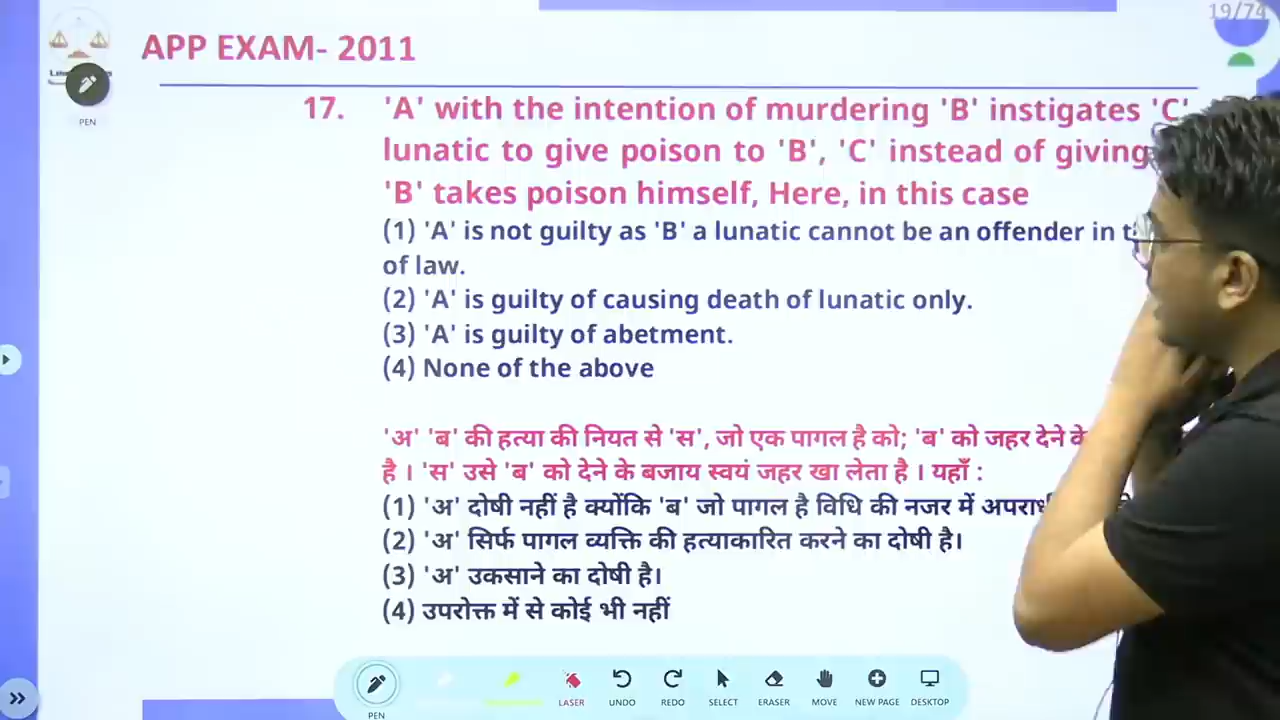 19/74
APP EXAM- 2011
PEN
17. 'A' with the intention of murdering 'B' instigates 'C'
lunatic to give poison to 'B', 'C' instead of giving
'B' takes poison himself, Here, in this case
(1) 'A' is not guilty as 'B' a lunatic cannot be an offender in
of law.
(2) 'A' is guilty of causing death of lunatic only.
(3) 'A' is guilty of abetment.
(4) None of the above
'अ' 'ब' की हत्या की नियत से 'स', जो एक पागल है को; 'ब' को जहर देने
है। 'स' उसे 'ब' को देने के बजाय स्वयं जहर खा लेता है। यहाँ :
(1) 'अ' दोषी नहीं है क्योंकि 'ब' जो पागल है विधि की नजर में
(2) 'अ' सिर्फ पागल व्यक्ति की हत्याकारित करने का दोषी है।
(3) 'अ' उकसाने का दोषी है।
(4) उपरोक्त में से कोई भी नहीं
PEN LASER UNDO REDO SELECT ERASER MOVE NEW PAGE DESKTOP